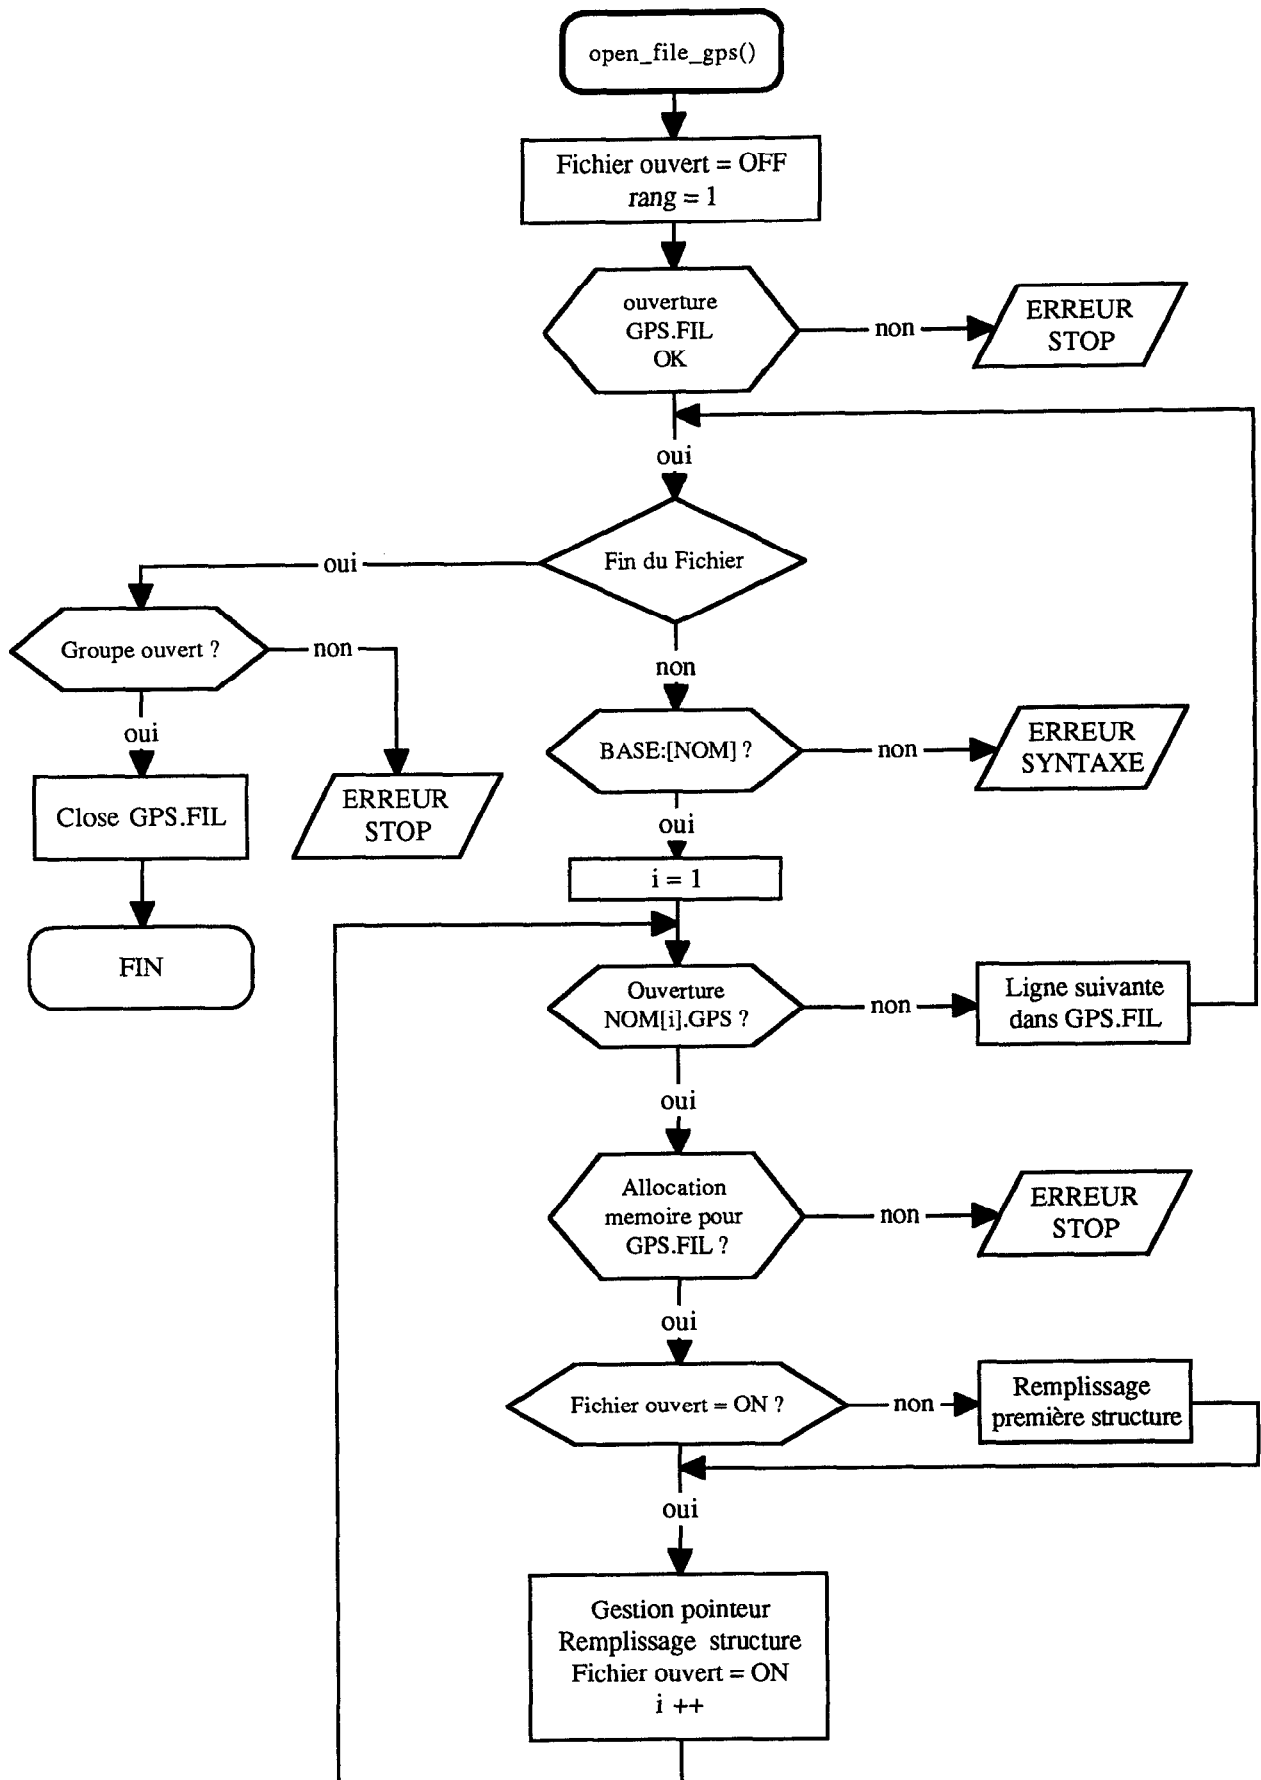 open_file_gps()
Fichier ouvert = OFF
rang = 1
ouverture
GPS.FIL
OK
non
ERREUR
STOP
oui
Fin du Fichier
oui
Groupe ouvert ?
non
oui
Close GPS.FIL
ERREUR
STOP
FIN
non
BASE:[NOM] ?
non
ERREUR
SYNTAXE
oui
i = 1
Ouverture
NOM[i].GPS ?
non
Ligne suivante
dans GPS.FIL
oui
Allocation
memoire pour
GPS.FIL ?
non
ERREUR
STOP
oui
Fichier ouvert = ON ?
non
Remplissage
première structure
oui
Gestion pointeur
Remplissage structure
Fichier ouvert = ON
i ++